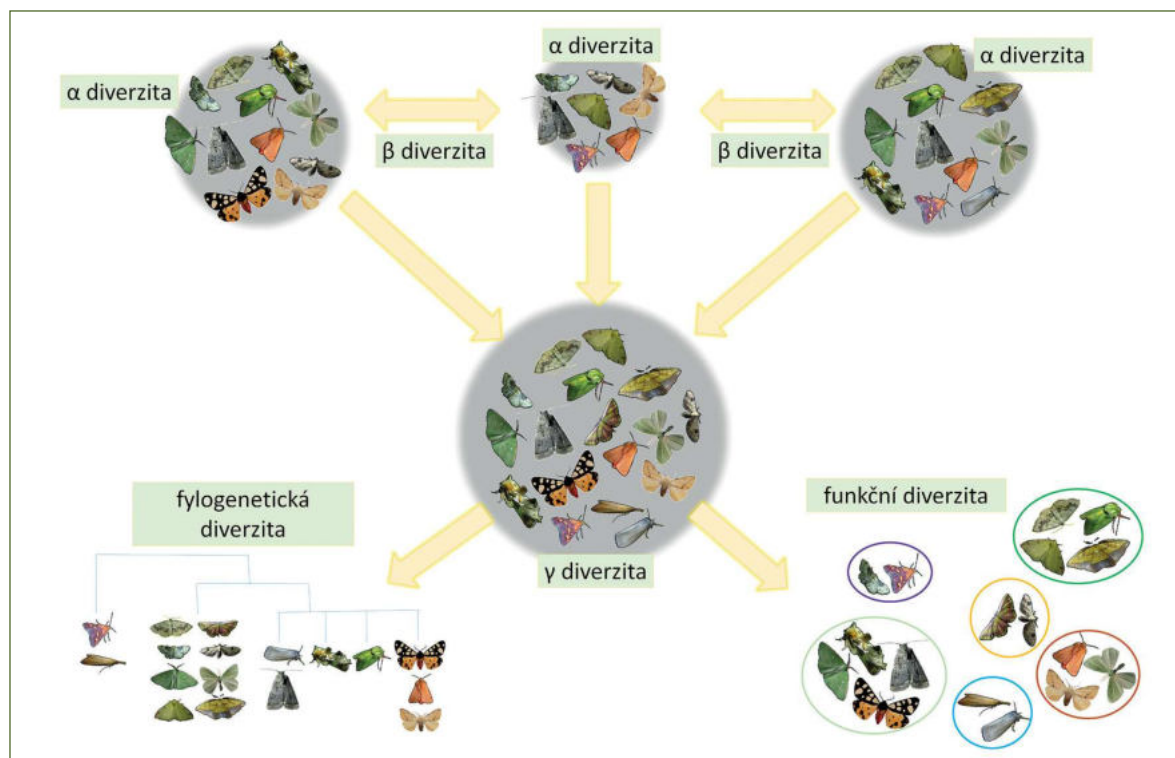 α diverzita
α diverzita
α diverzita
β diverzita
β diverzita
fylogenetická
diverzita
funkční diverzita
γ diverzita